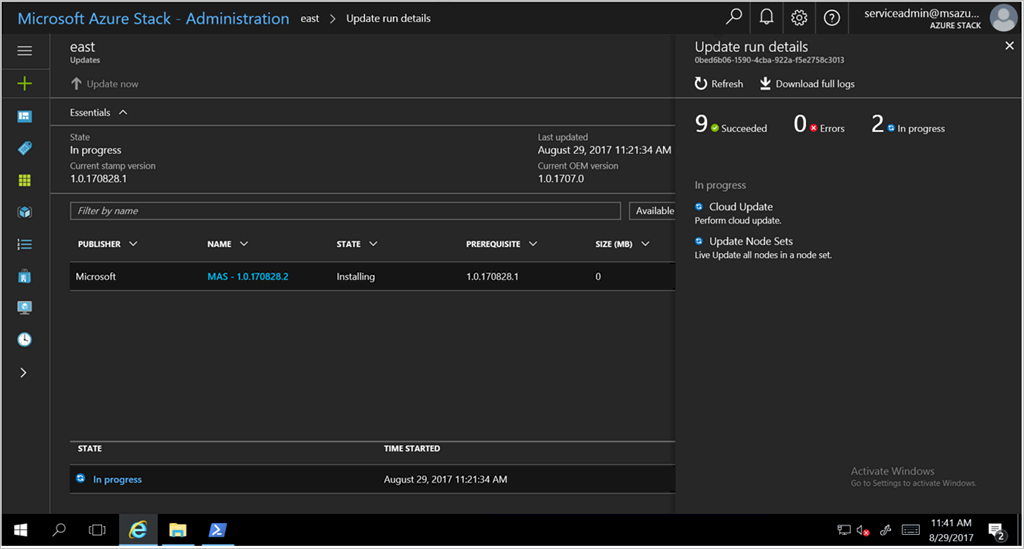 Microsoft Azure Stack - Administration east > Update run details
serviceadmin@msazu...
AZURE STACK
east
Updates
Update now
Essentials
State
In progress
Current stamp version
1.0.170828.1
Last updated
August 29, 2017 11:21:34 AM
Current OEM version
1.0.1707.0
Filter by name
Available
PUBLISHER NAME STATE PREREQUISITE SIZE (MB)
Microsoft MAS - 1.0.170828.2 Installing 1.0.170828.1 0
STATE TIME STARTED
In progress August 29, 2017 11:21:34 AM
Update run details
0bed6b06-1590-4cba-922a-f5e2758c3013
Refresh Download full logs
9 Succeeded 0 Errors 2 In progress
In progress
Cloud Update
Perform cloud update.
Update Node Sets
Live Update all nodes in a node set.
Activate Windows
Go to Settings to activate Windows.
11:41 AM
8/29/2017
2